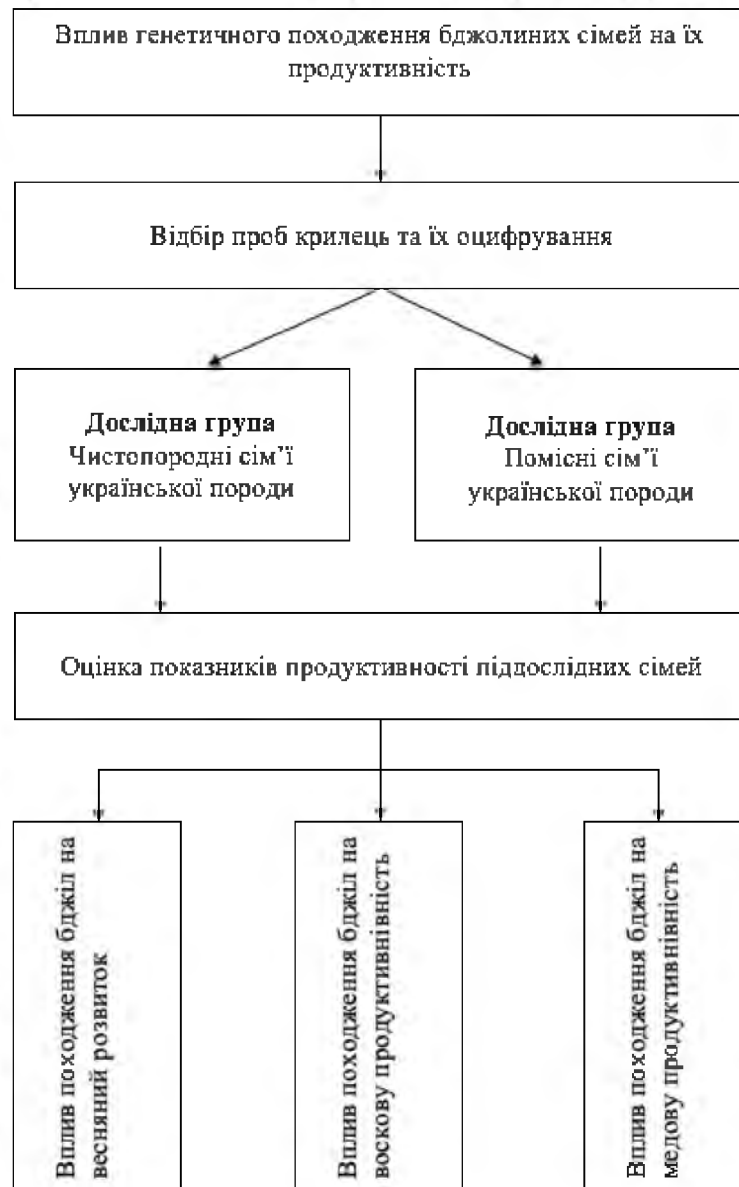 Вплив генетичного походження бджолиних сімей на їх
продуктивність
Відбір проб крилець та їх оцифрування
Дослідна група
Чистопородні сім’ї
української породи
Дослідна група
Помісні сім’ї
української породи
Оцінка показників продуктивності піддослідних сімей
Вплив походження бджіл на
весняний розвиток
Вплив походження бджіл на
воскову продуктивнівність
Вплив походження бджіл на
медову продуктивнівність